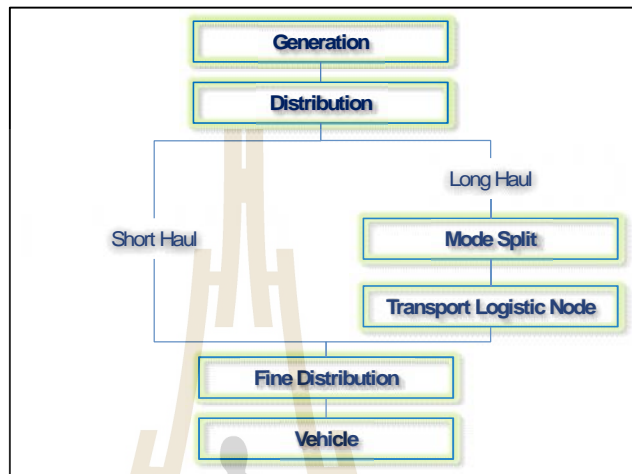 Generation
Distribution
Long Haul
Short Haul
Mode Split
Transport Logistic Node
Fine Distribution
Vehicle